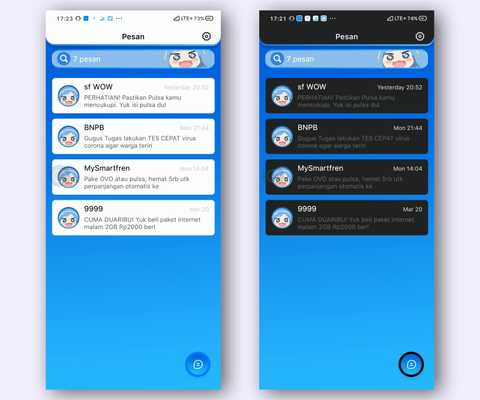 17:23
LTE+ 73%
Pesan
7 pesan
sf WOW
Yesterday 20:52
PERHATIAN! Pastikan Pulsa kamu
mencukupi. Yuk isi pulsa du!
BNPB
Mon 21:44
Gugus Tugas lakukan TES CEPAT virus
corona agar warga terin
MySmartfren
Mon 14:04
Pake OVO atau pulsa, hemat 5rb utk
perpanjangan otomatis ke
9999
Mar 20
CUMA DUARIBU! Yuk beli paket internet
malam 2GB Rp2000 ber!
17:21
LTE+ 74%
Pesan
7 pesan
sf WOW
Yesterday 20:52
PERHATIAN! Pastikan Pulsa kamu
mencukupi. Yuk isi pulsa du!
BNPB
Mon 21:44
Gugus Tugas lakukan TES CEPAT virus
corona agar warga terin
MySmartfren
Mon 14:04
Pake OVO atau pulsa, hemat 5rb utk
perpanjangan otomatis ke
9999
Mar 20
CUMA DUARIBU! Yuk beli paket internet
malam 2GB Rp2000 ber!